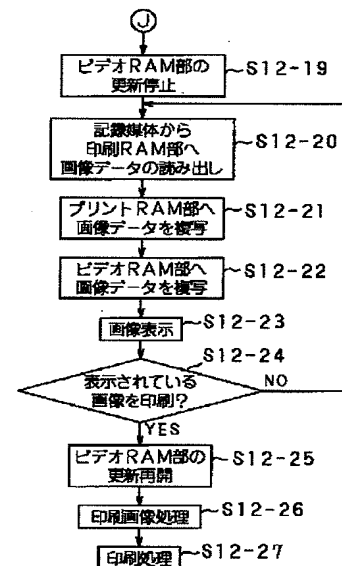 J
ビデオRAM部の
更新停止
S12-19
記録媒体から
印刷RAM部へ
画像データの読み出し
S12-20
プリントRAM部へ
画像データを複写
S12-21
ビデオRAM部へ
画像データを複写
S12-22
画像表示
S12-23
S12-24
表示されている
画像を印刷?
NO
YES
ビデオRAM部の
更新再開
S12-25
印刷画像処理
S12-26
印刷処理
S12-27